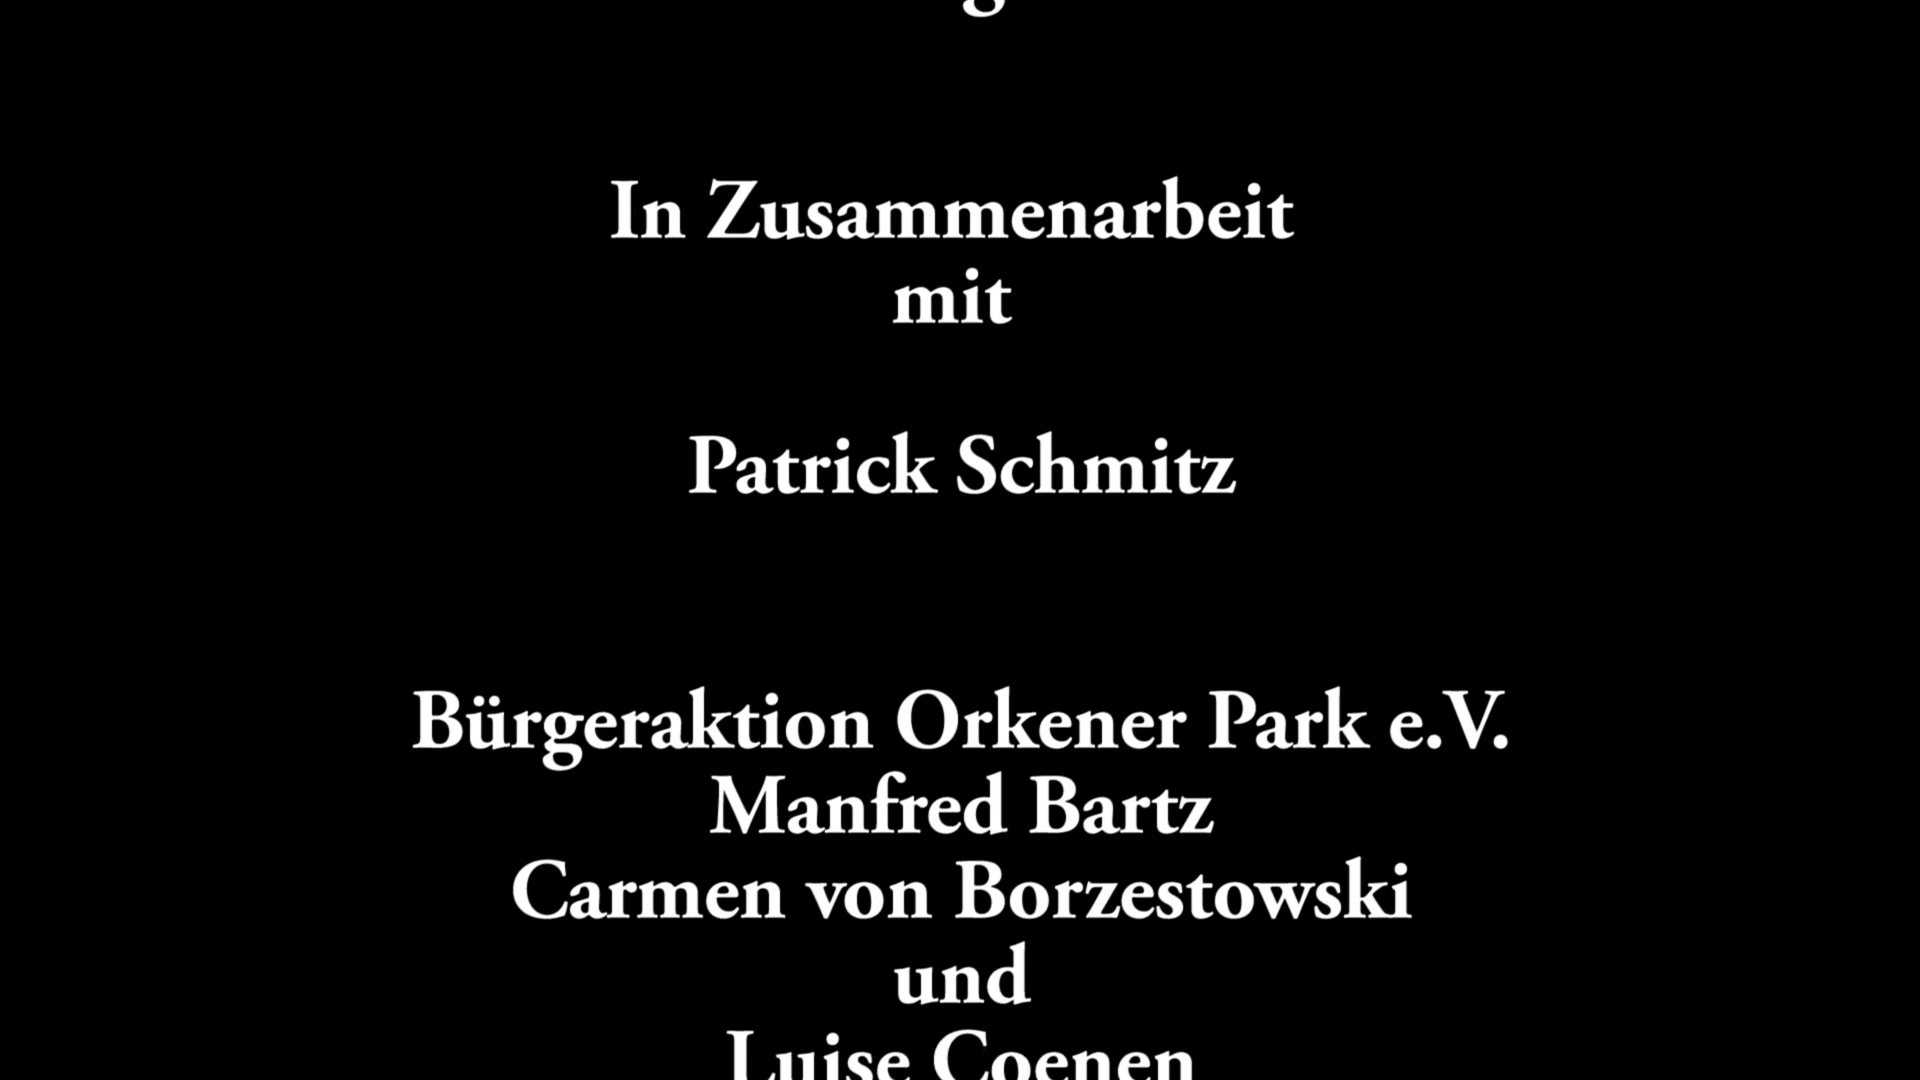 In Zusammenarbeit
mit
Patrick Schmitz
Bürgeraktion Orkener Park e.V.
Manfred Bartz
Carmen von Borzestowski
und
Luise Coenen